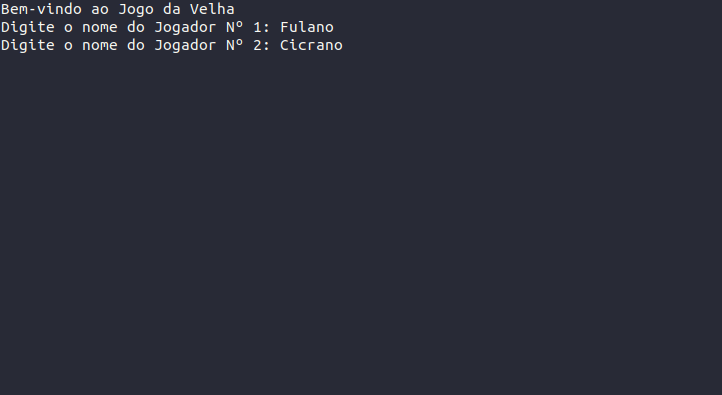 Bem-vindo ao Jogo da Velha
Digite o nome do Jogador Nº 1: Fulano
Digite o nome do Jogador Nº 2: Cicrano